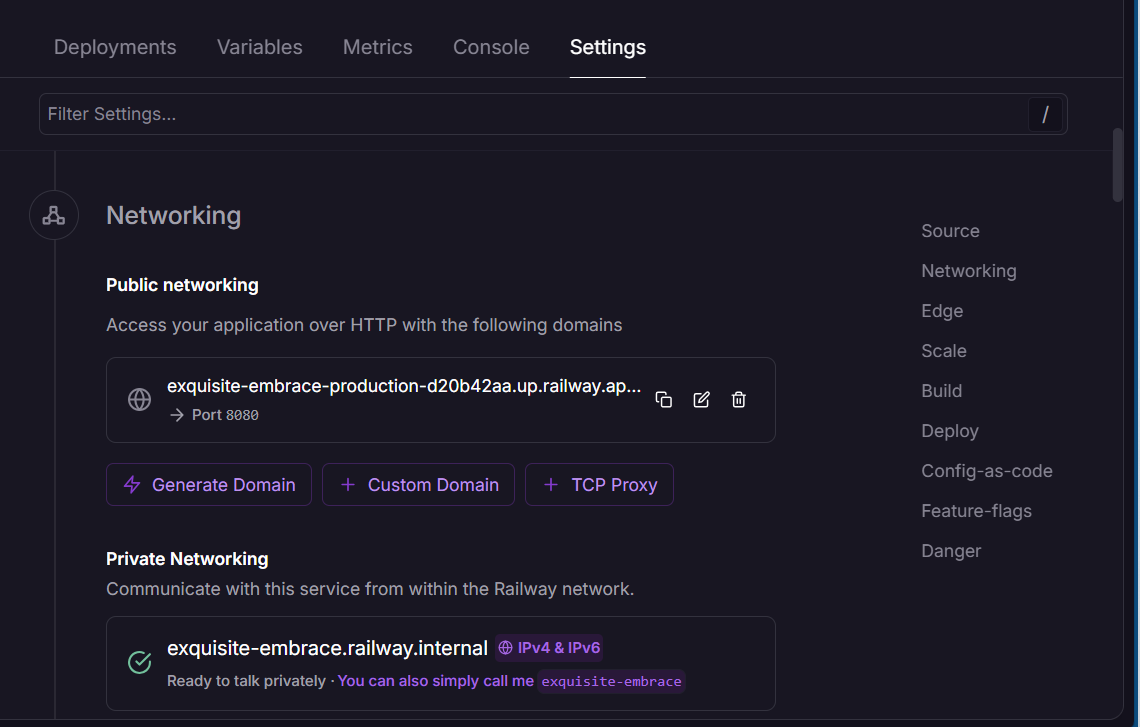 Deployments Variables Metrics Console Settings
Filter Settings... /
Networking
Public networking
Access your application over HTTP with the following domains
exquisite-embrace-production-d20b42aa.up.railway.ap...
→ Port 8080
Generate Domain + Custom Domain + TCP Proxy
Private Networking
Communicate with this service from within the Railway network.
exquisite-embrace.railway.internal IPv4 & IPv6
Ready to talk privately · You can also simply call me exquisite-embrace
Source
Networking
Edge
Scale
Build
Deploy
Config-as-code
Feature-flags
Danger